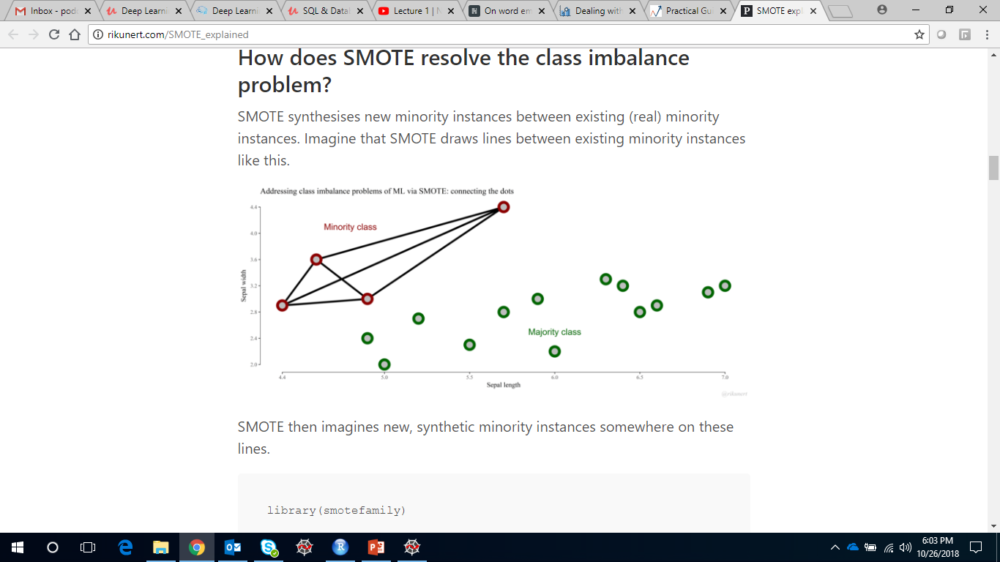 Inbox - pod
Deep Learni
Deep Learni
SQL & Data
Lecture 1 | N
On word em
Dealing with
Practical Gui
SMOTE expl
rikunert.com/SMOTE_explained
How does SMOTE resolve the class imbalance
problem?
SMOTE synthesises new minority instances between existing (real) minority
instances. Imagine that SMOTE draws lines between existing minority instances
like this.
Addressing class imbalance problems of ML via SMOTE: connecting the dots
4.4
4.0
3.6
3.2
2.8
2.4
2.0
Sepal width
Minority class
Majority class
4.4 5.0 5.5 6.0 6.5 7.0
Sepal length
@rikunert
SMOTE then imagines new, synthetic minority instances somewhere on these
lines.
library(smotefamily)
6:03 PM
10/26/2018